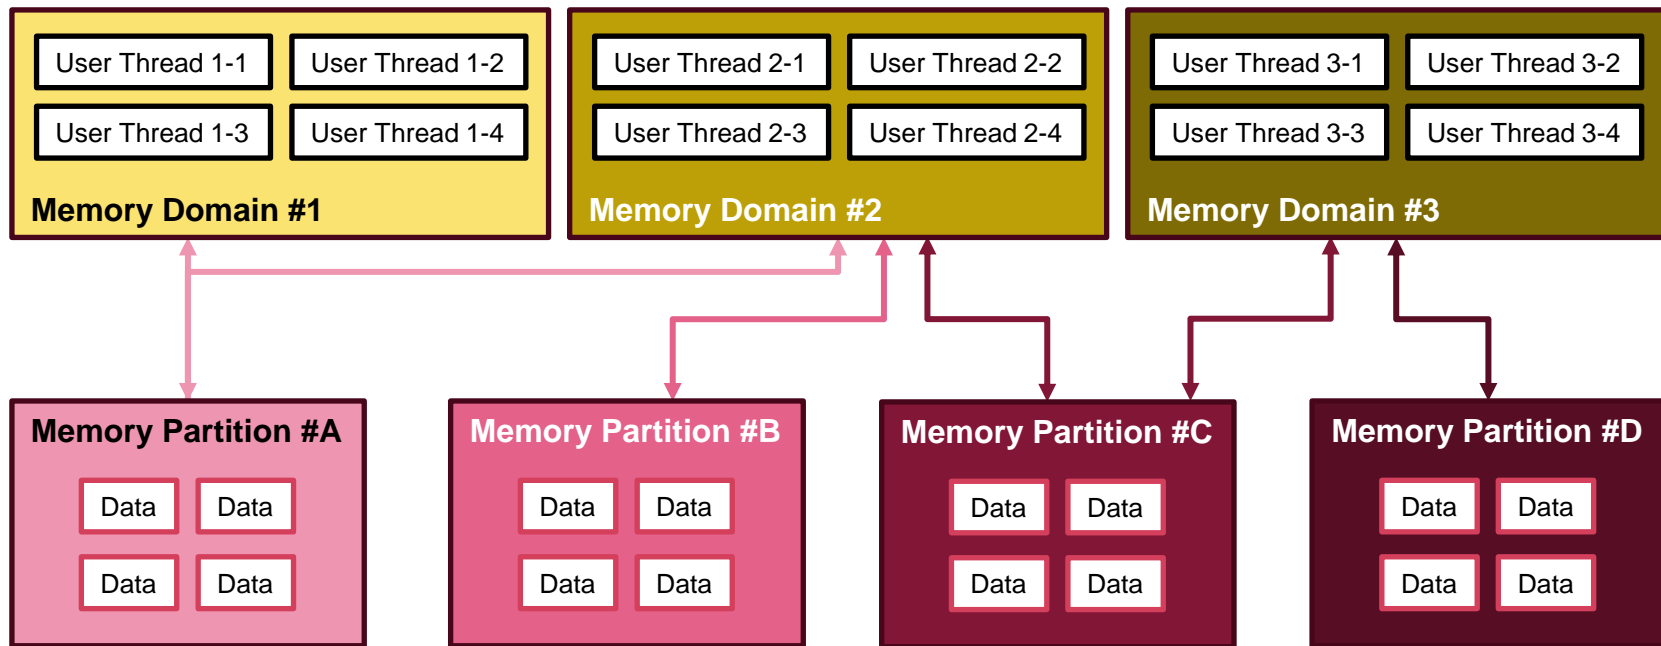 User Thread 1-1
User Thread 1-2
User Thread 1-3
User Thread 1-4
Memory Domain #1
User Thread 2-1
User Thread 2-2
User Thread 2-3
User Thread 2-4
Memory Domain #2
User Thread 3-1
User Thread 3-2
User Thread 3-3
User Thread 3-4
Memory Domain #3
Memory Partition #A
Data
Data
Data
Data
Memory Partition #B
Data
Data
Data
Data
Memory Partition #C
Data
Data
Data
Data
Memory Partition #D
Data
Data
Data
Data